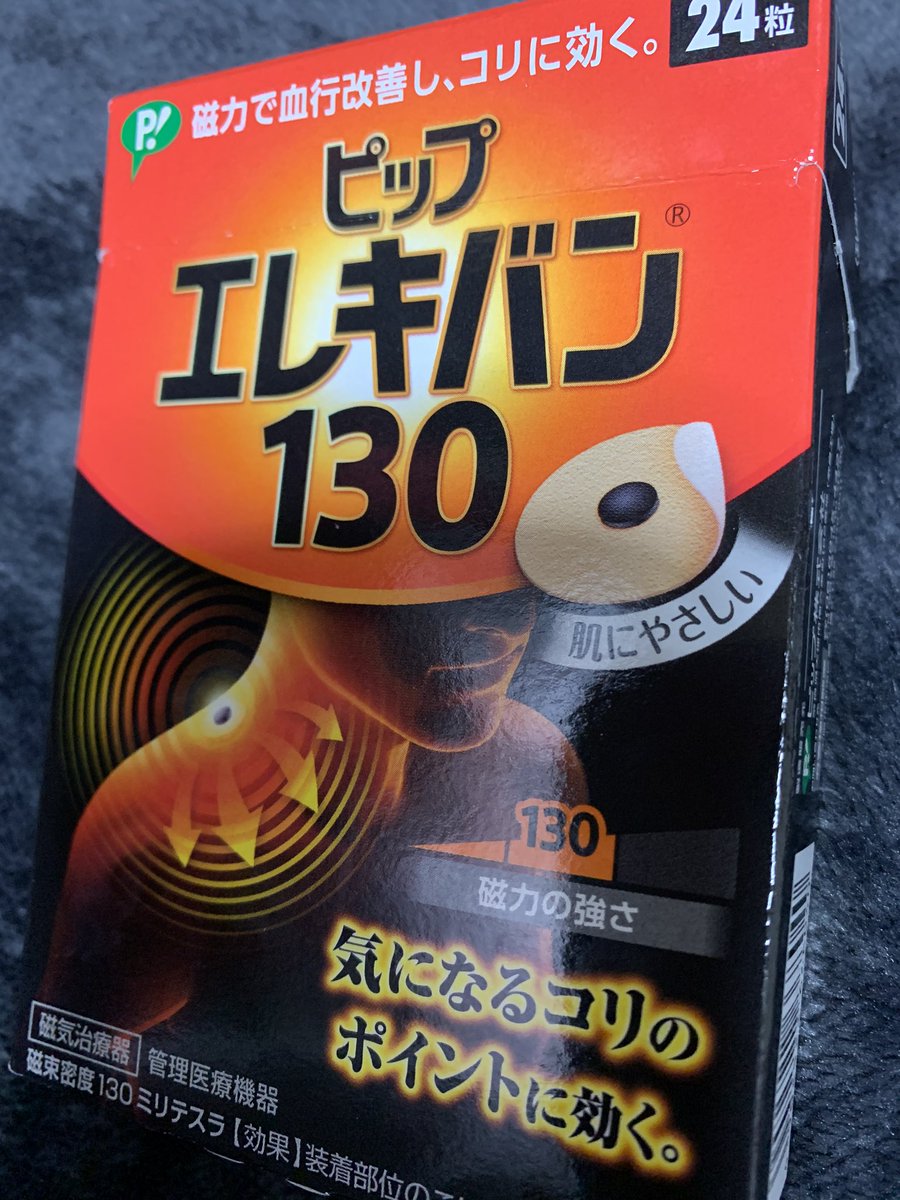 24粒
P!
磁力で血行改善し、コリに効く。
ピップ
エレキバン®
130
肌にやさしい
130
磁力の強さ
気になるコリの
ポイントに効く。
磁気治療器 管理医療機器
磁束密度130ミリテスラ【効果】装着部位のこ